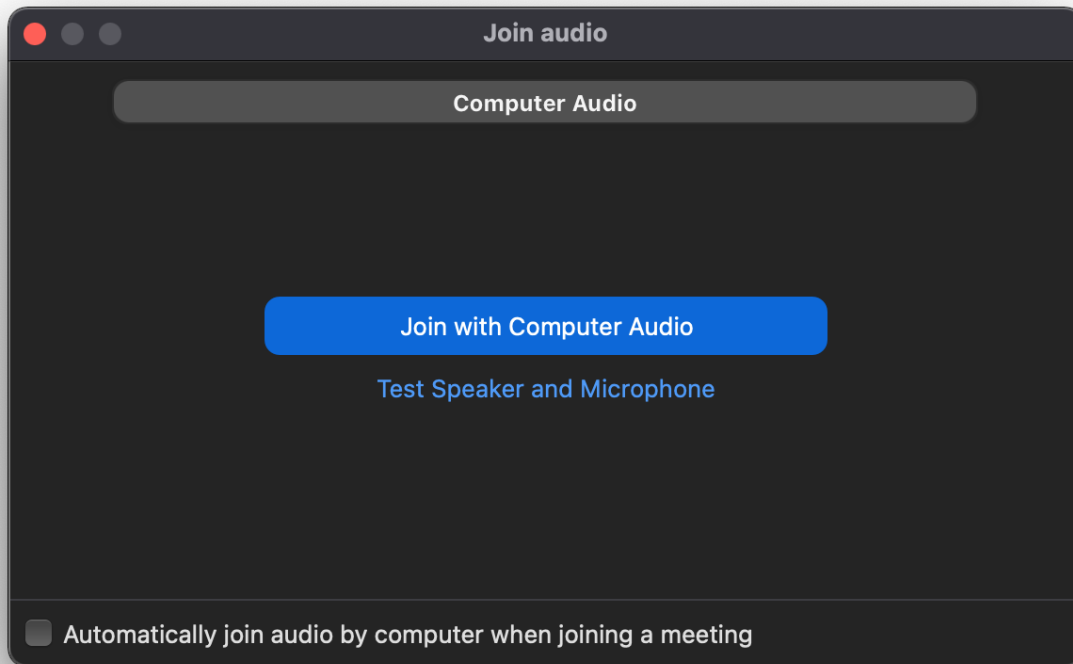 Join audio
Computer Audio
Join with Computer Audio
Test Speaker and Microphone
Automatically join audio by computer when joining a meeting